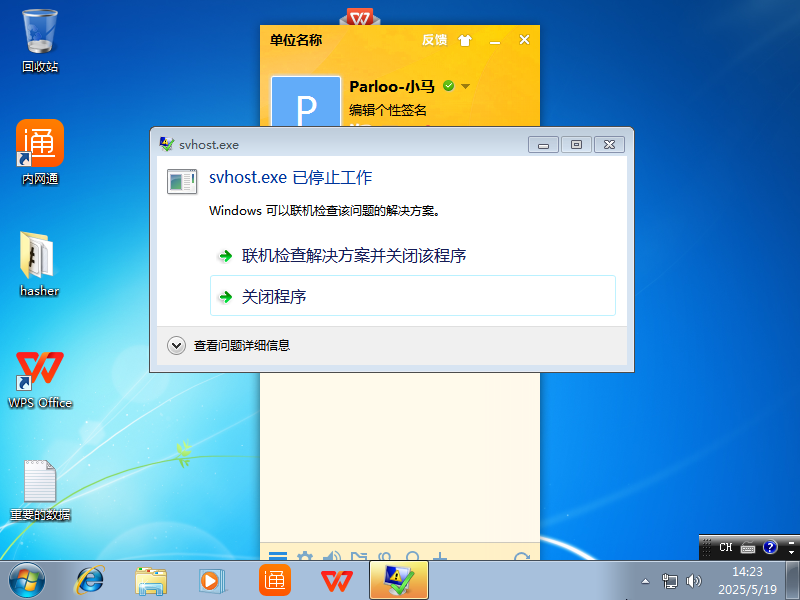 单位名称
反馈
Parloo-小马
编辑个性签名
P
回收站
通
内网通
hasher
WPS Office
重要的数据
svhost.exe
svhost.exe 已停止工作
Windows 可以联机检查该问题的解决方案。
联机检查解决方案并关闭该程序
关闭程序
查看问题详细信息
CH
通
14:23
2025/5/19